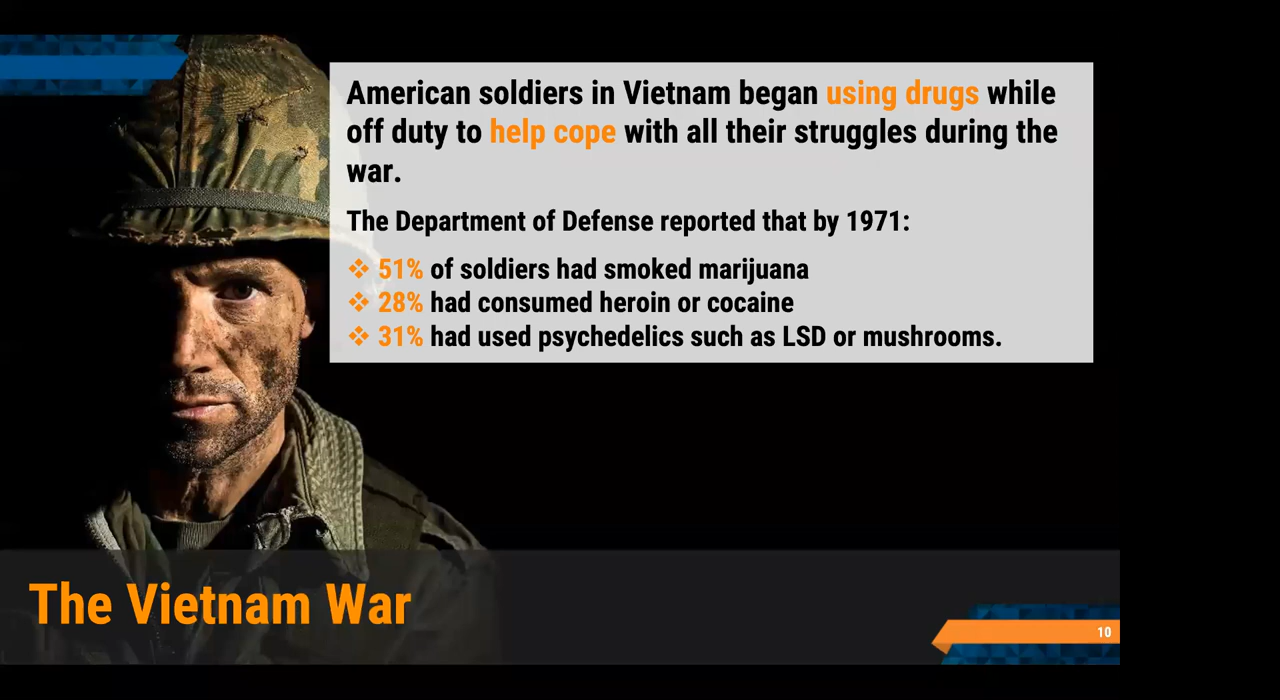 American soldiers in Vietnam began using drugs while
off duty to help cope with all their struggles during the
war.
The Department of Defense reported that by 1971:
❖ 51% of soldiers had smoked marijuana
❖ 28% had consumed heroin or cocaine
❖ 31% had used psychedelics such as LSD or mushrooms.
The Vietnam War
10